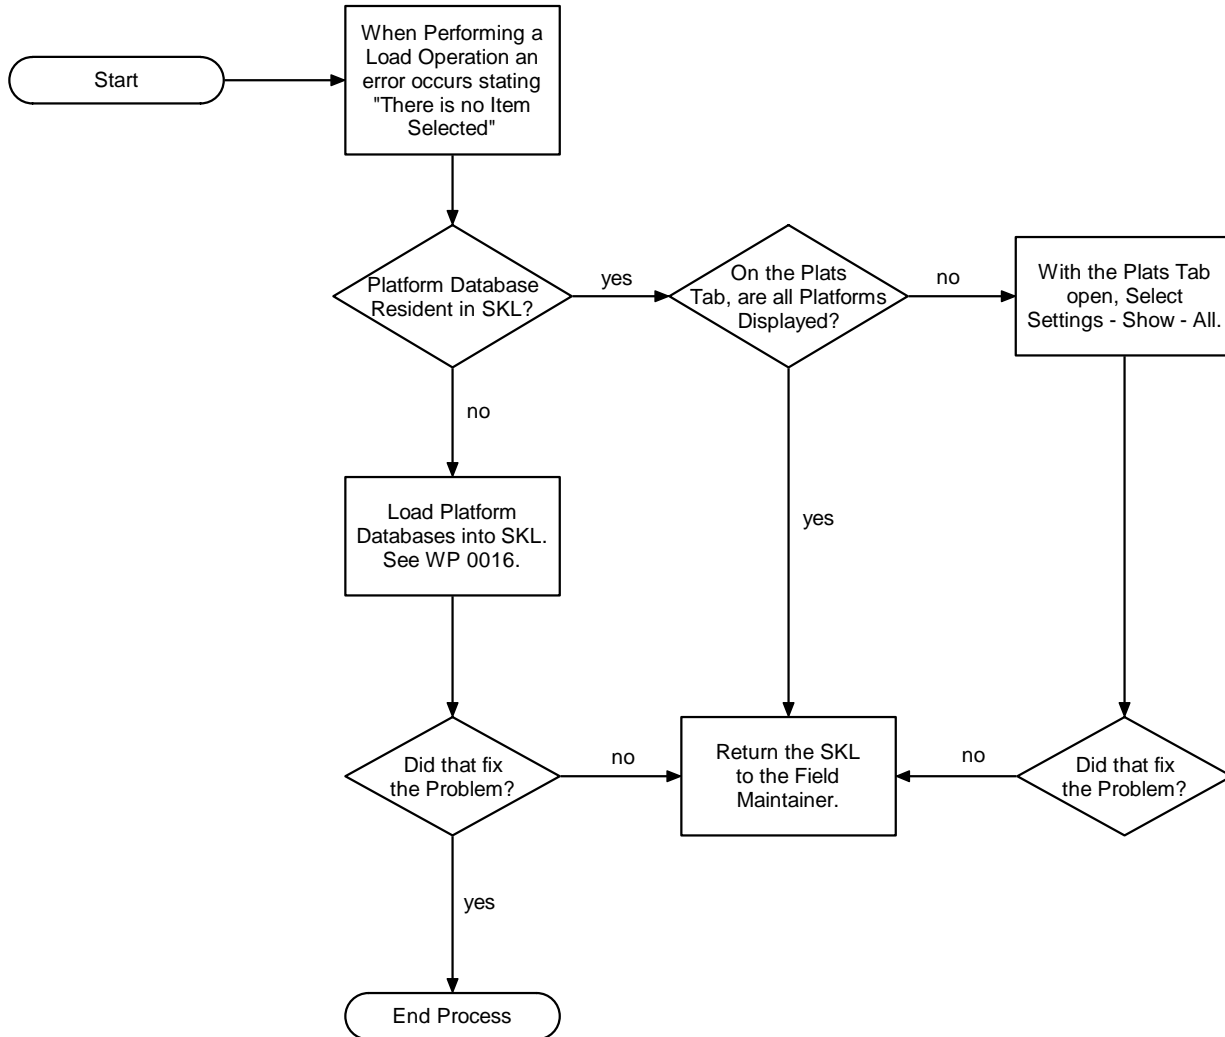 Start
When Performing a
Load Operation an
error occurs stating
"There is no Item
Selected"
Platform Database
Resident in SKL?
yes
On the Plats
Tab, are all Platforms
Displayed?
no
With the Plats Tab
open, Select
Settings - Show - All.
no
Load Platform
Databases into SKL.
See WP 0016.
yes
Did that fix
the Problem?
no
Return the SKL
to the Field
Maintainer.
no
Did that fix
the Problem?
yes
End Process